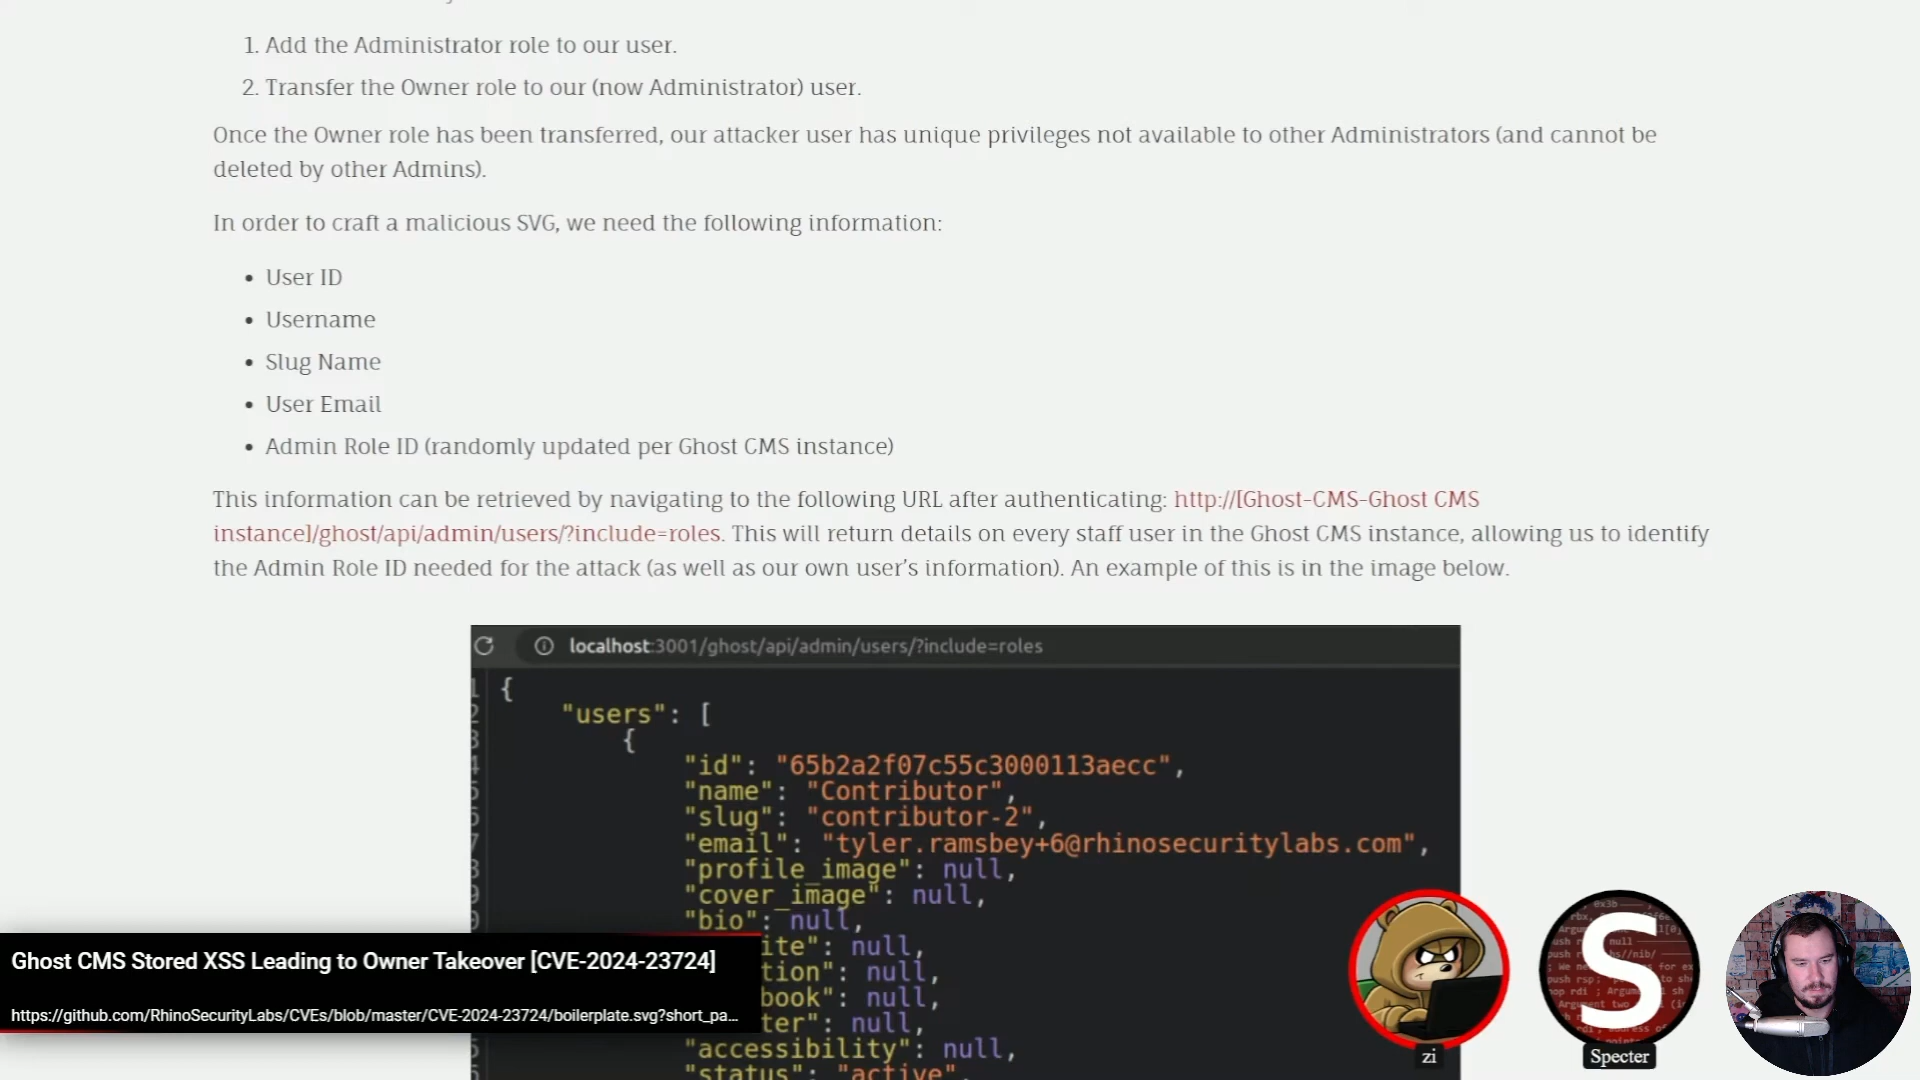 1. Add the Administrator role to our user.
2. Transfer the Owner role to our (now Administrator) user.
Once the Owner role has been transferred, our attacker user has unique privileges not available to other Administrators (and cannot be
deleted by other Admins).
In order to craft a malicious SVG, we need the following information:
• User ID
• Username
• Slug Name
• User Email
• Admin Role ID (randomly updated per Ghost CMS instance)
This information can be retrieved by navigating to the following URL after authenticating: http://[Ghost-CMS-Ghost CMS
instance]/ghost/api/admin/users/?include=roles. This will return details on every staff user in the Ghost CMS instance, allowing us to identify
the Admin Role ID needed for the attack (as well as our own user's information). An example of this is in the image below.
localhost:3001/ghost/api/admin/users/?include=roles
{
"users": [
{
"id": "65b2a2f07c55c3000113aecc",
"name": "Contributor",
"slug": "contributor-2",
"email": "tyler.ramsbey+6@rhinosecuritylabs.com",
"profile_image": null,
"cover_image": null,
"bio": null,
ite": null,
tion": null,
book": null,
ter": null,
"accessibility": null,
"status": "active",
Ghost CMS Stored XSS Leading to Owner Takeover [CVE-2024-23724]
https://github.com/RhinoSecurityLabs/CVEs/blob/master/CVE-2024-23724/boilerplate.svg?short_pa...
zi
S
Specter